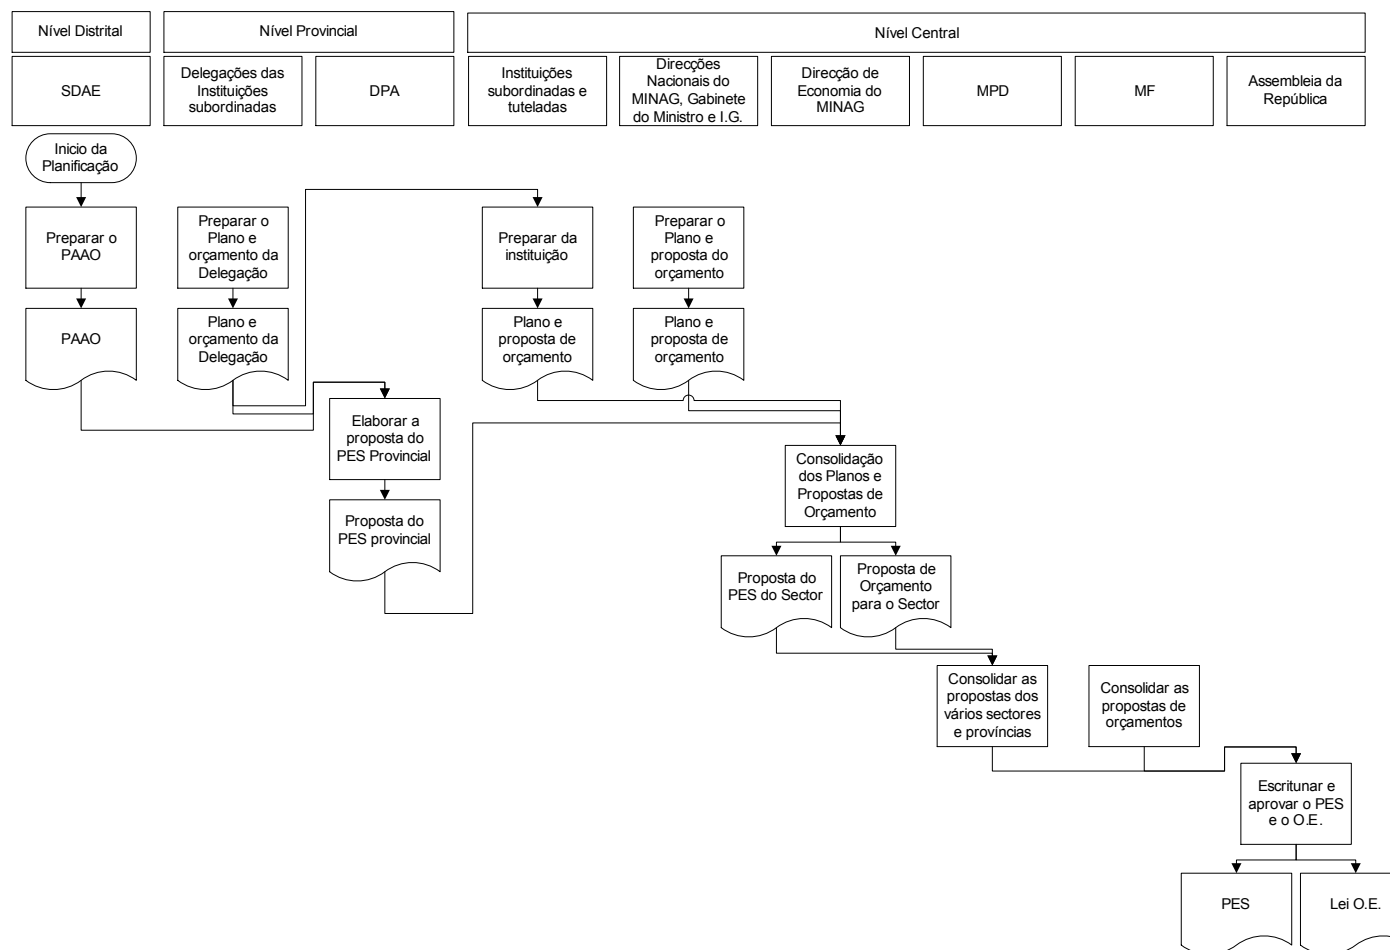 Nível Distrital
Nível Provincial
Nível Central
SDAE
Delegações das
Instituições
subordinadas
DPA
Instituições
subordinadas e
tuteladas
Direcções
Nacionais do
MINAG, Gabinete
do Ministro e I.G.
Direcção de
Economia do
MINAG
MPD
MF
Assembleia da
República
Inicio da
Planificação
Preparar o
PAAO
Preparar o
Plano e
orçamento da
Delegação
Preparar da
instituição
Preparar o
Plano e
proposta do
orçamento
PAAO
Plano e
orçamento da
Delegação
Plano e
proposta de
orçamento
Plano e
proposta de
orçamento
Elaborar a
proposta do
PES Provincial
Consolidação
dos Planos e
Propostas de
Orçamento
Proposta do
PES provincial
Proposta do
PES do Sector
Proposta de
Orçamento
para o Sector
Consolidar as
propostas dos
vários sectores
e províncias
Consolidar as
propostas de
orçamentos
Escritunar e
aprovar o PES
e o O.E.
PES
Lei O.E.